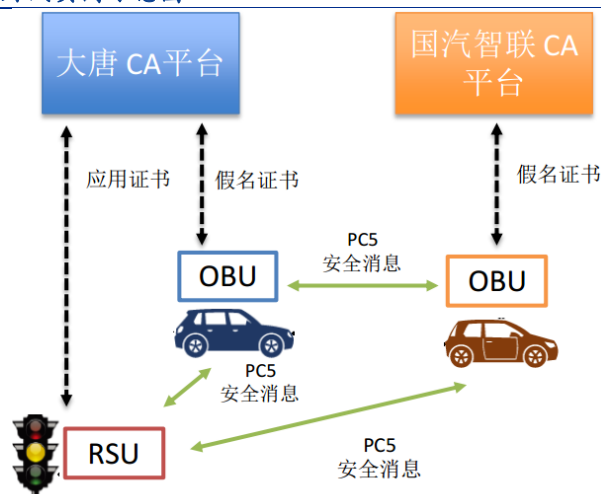 大唐 CA平台
国汽智联 CA
平台
应用证书
假名证书
假名证书
PC5
安全消息
OBU
OBU
PC5
安全消息
RSU
PC5
安全消息